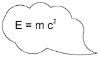 E = m c²